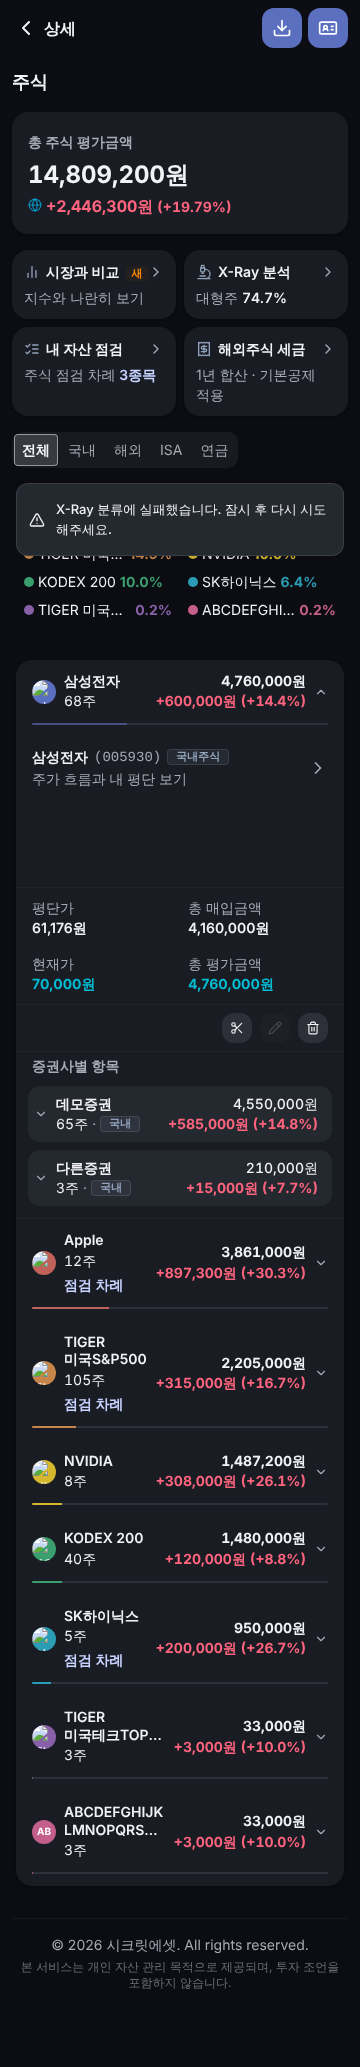 상세
주식
총 주식 평가금액
14,809,200원
+2,446,300원 (+19.79%)
시장과 비교 새
지수와 나란히 보기
X-Ray 분석
대형주 74.7%
내 자산 점검
주식 점검 차례 3종목
해외주식 세금
1년 합산 · 기본공제
적용
전체 국내 해외 ISA 연금
X-Ray 분류에 실패했습니다. 잠시 후 다시 시도
해주세요.
KODEX 200 10.0% SK하이닉스 6.4%
TIGER 미국... 0.2% ABCDEFGHI... 0.2%
삼성전자 4,760,000원
68주 +600,000원 (+14.4%)
삼성전자 (005930) 국내주식
주가 흐름과 내 평단 보기
평단가 총 매입금액
61,176원 4,160,000원
현재가 총 평가금액
70,000원 4,760,000원
증권사별 항목
데모증권 4,550,000원
65주 · 국내 +585,000원 (+14.8%)
다른증권 210,000원
3주 · 국내 +15,000원 (+7.7%)
Apple 3,861,000원
12주 +897,300원 (+30.3%)
점검 차례
TIGER
미국S&P500 2,205,000원
105주 +315,000원 (+16.7%)
점검 차례
NVIDIA 1,487,200원
8주 +308,000원 (+26.1%)
KODEX 200 1,480,000원
40주 +120,000원 (+8.8%)
SK하이닉스 950,000원
5주 +200,000원 (+26.7%)
점검 차례
TIGER
미국테크TOP... 33,000원
3주 +3,000원 (+10.0%)
AB
ABCDEFGHIJK
LMNOPQRS... 33,000원
3주 +3,000원 (+10.0%)
© 2026 시크릿에셋. All rights reserved.
본 서비스는 개인 자산 관리 목적으로 제공되며, 투자 조언을
포함하지 않습니다.